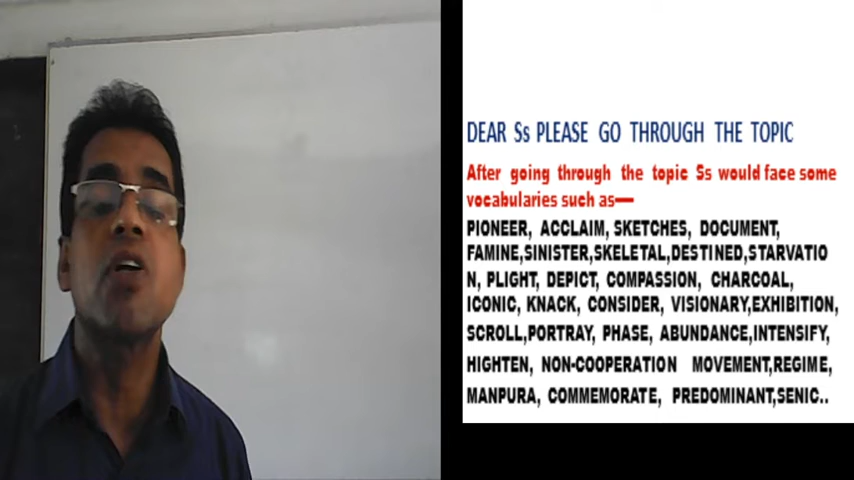 DEAR Ss PLEASE GO THROUGH THE TOPIC
After going through the topic Ss would face some
vocabularies such as—
PIONEER, ACCLAIM, SKETCHES, DOCUMENT,
FAMINE,SINISTER,SKELETAL,DESTINED,STARVATIO
N, PLIGHT, DEPICT, COMPASSION, CHARCOAL,
ICONIC, KNACK, CONSIDER, VISIONARY,EXHIBITION,
SCROLL,PORTRAY, PHASE, ABUNDANCE,INTENSIFY,
HIGHTEN, NON-COOPERATION MOVEMENT,REGIME,
MANPURA, COMMEMORATE, PREDOMINANT,SENIC..